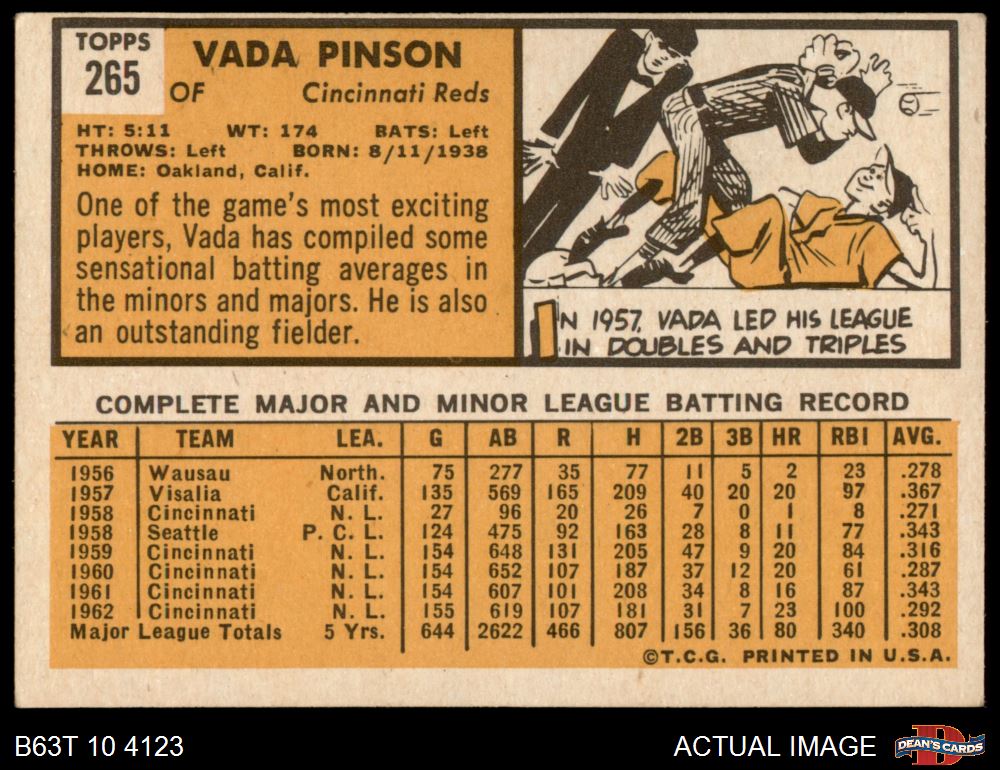 TOPPS
265
VADA PINSON
OF Cincinnati Reds
HT: 5:11 WT: 174 BATS: Left
THROWS: Left BORN: 8/11/1938
HOME: Oakland, Calif.
One of the game's most exciting
players, Vada has compiled some
sensational batting averages in
the minors and majors. He is also
an outstanding fielder.
IN 1957, VADA LED HIS LEAGUE
IN DOUBLES AND TRIPLES
COMPLETE MAJOR AND MINOR LEAGUE BATTING RECORD
YEAR TEAM LEA. G AB R H 2B 3B HR RBI AVG.
1956 Wausau North. 75 277 35 77 11 5 2 23 .278
1957 Visalia Calif. 135 569 165 209 40 20 20 97 .367
1958 Cincinnati N. L. 27 96 20 26 7 0 1 8 .271
1958 Seattle P. C. L. 124 475 92 163 28 8 11 77 .343
1959 Cincinnati N. L. 154 648 131 205 47 9 20 84 .316
1960 Cincinnati N. L. 154 652 107 187 37 12 20 61 .287
1961 Cincinnati N. L. 154 607 101 208 34 8 16 87 .343
1962 Cincinnati N. L. 155 619 107 181 31 7 23 100 .292
Major League Totals 5 Yrs. 644 2622 466 807 156 36 80 340 .308
©T.C.G. PRINTED IN U.S.A.
B63T 10 4123
ACTUAL IMAGE
D
DEAN'S CARDS